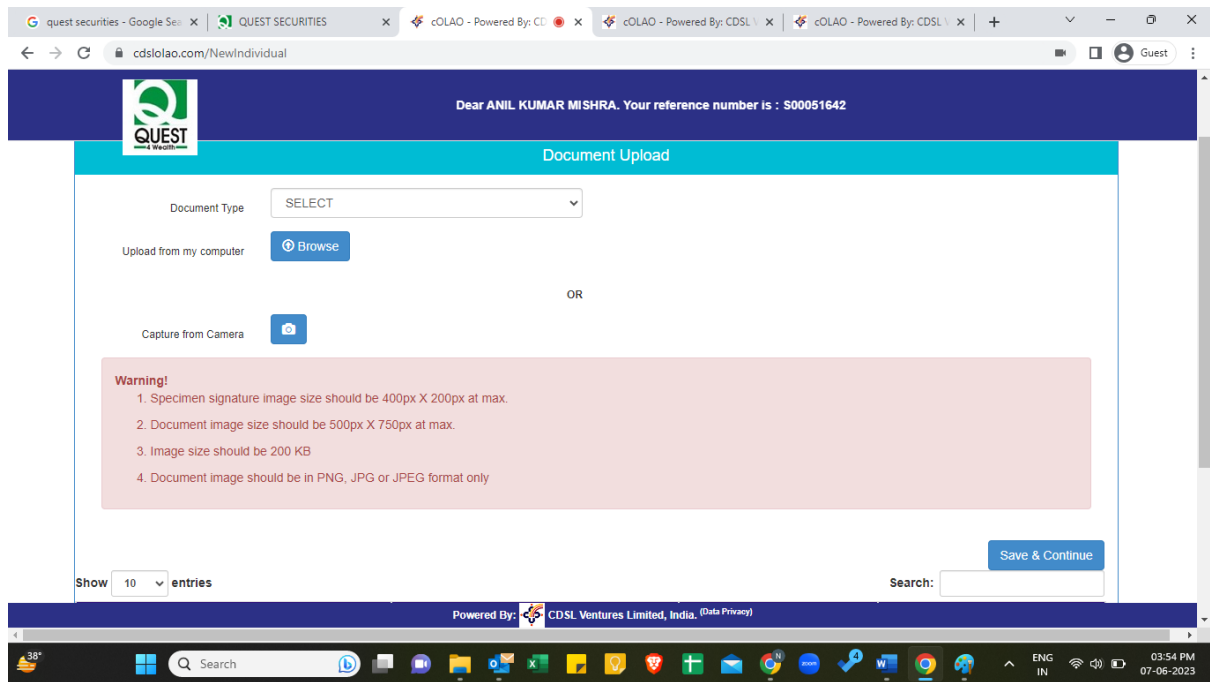 quest securities - Google Sea
QUEST SECURITIES
cOLAO - Powered By: CD
cOLAO - Powered By: CDSL V
cOLAO - Powered By: CDSL V
cdslolao.com/NewIndividual
Guest
QUEST
4 Wealth
Dear ANIL KUMAR MISHRA. Your reference number is : S00051642
Document Upload
Document Type SELECT
Upload from my computer Browse
OR
Capture from Camera
Warning!
1. Specimen signature image size should be 400px X 200px at max.
2. Document image size should be 500px X 750px at max.
3. Image size should be 200 KB
4. Document image should be in PNG, JPG or JPEG format only
Save & Continue
Show 10 entries Search:
Powered By: CDSL Ventures Limited, India. (Data Privacy)
38°
Search
zoom
4
ENG
IN
03:54 PM
07-06-2023